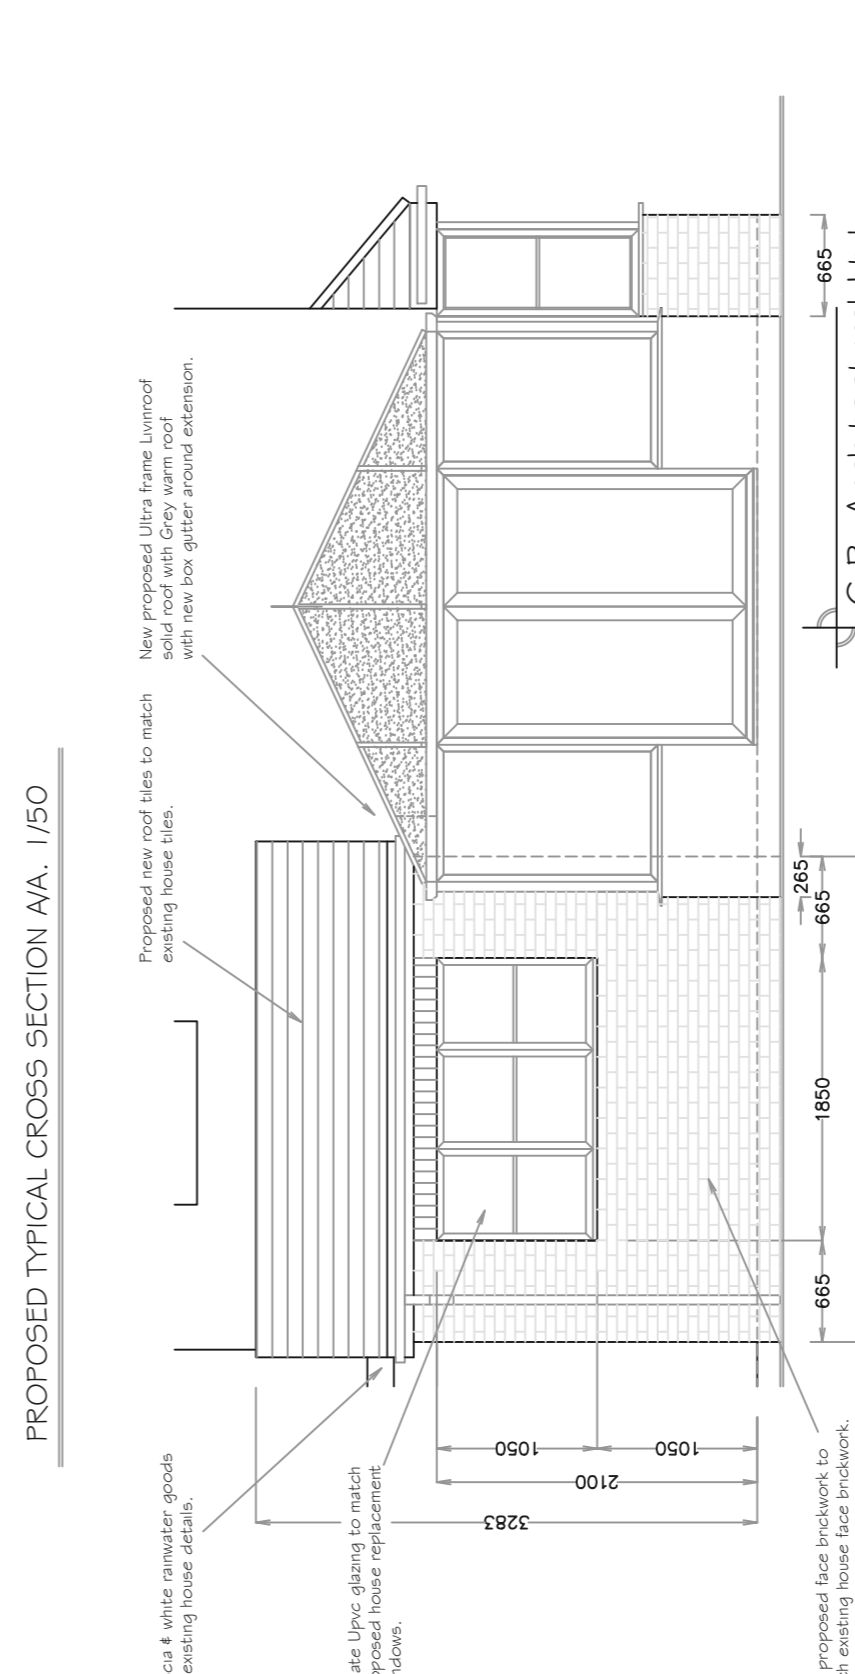 PROPOSED TYPICAL CROSS SECTION A/A. 1/50
New proposed Ultra frame Livinroof
solid roof with Grey warm roof
with new box gutter around extension.
Proposed new roof tiles to match
existing house tiles.
& white rainwater goods
existing house details.
Upvc glazing to match
house replacement
proposed face brickwork to
existing house face brickwork.
3283
2100
1050
1050
665
1850
665
265
665